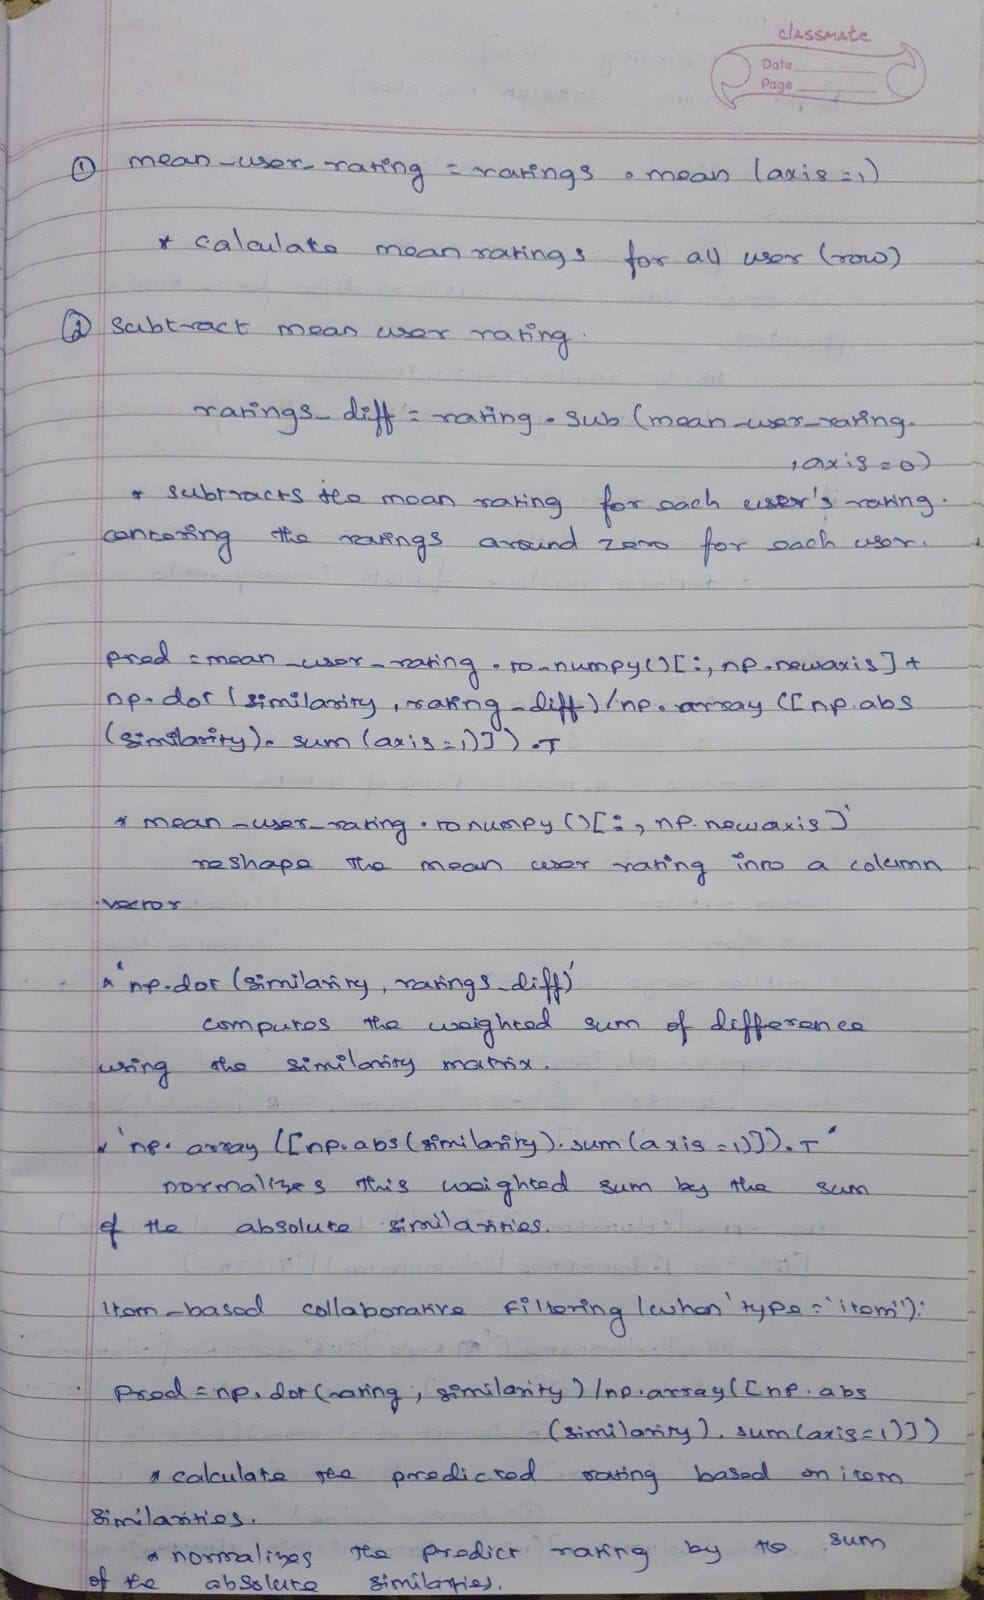 classmate
Date
Page
① mean_user_rating = ratings . mean (axis=1)
* calculate mean ratings for all user (row)
② Subtract mean user rating.
ratings_diff = rating.sub (mean_user_rating.
,axis=0)
* subtracts the mean rating for each user's rating.
centering the ratings around zero for each user.
pred = mean_user_rating.to_numpy()[:, np.newaxis] +
np.dot (similarity, rating_diff) / np.array ([np.abs
(similarity). sum (axis=1)]).T
* mean_user_rating.tonumpy()[:, np.newaxis]'
reshape the mean user rating into a column
vector
* 'np.dot (similarity, ratings_diff)'
computes the weighted sum of difference
using the similarity matrix.
* 'np.array ([np.abs (similarity).sum (axis=1)]).T'
normalizes this weighted sum by the sum
of the absolute similarities.
Item-based collaborative filtering (when 'type='item'):
Pred = np.dot (rating, similarity) / np.array([np.abs
(similarity). sum (axis=1)])
* calculate the predicted rating based on item
similarities.
* normalizes the predict rating by the sum
of the absolute similarties.